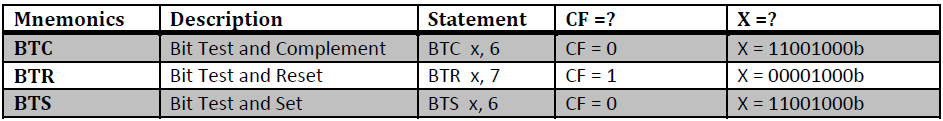 Mnemonics Description Statement CF =? X =?
BTC Bit Test and Complement BTC x, 6 CF = 0 X = 11001000b
BTR Bit Test and Reset BTR x, 7 CF = 1 X = 00001000b
BTS Bit Test and Set BTS x, 6 CF = 0 X = 11001000b